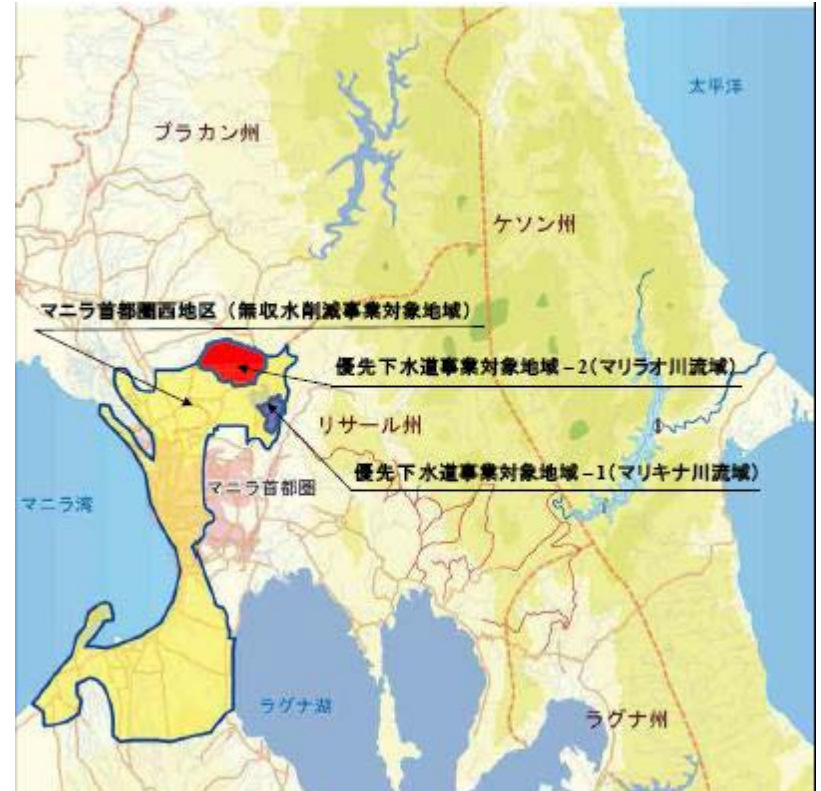 太平洋
ブラカン州
ケソン州
マニラ首都圏西地区(無収水削減事業対象地域)
優先下水道事業対象地域-2(マリラオ川流域)
リサール州
優先下水道事業対象地域-1(マリキナ川流域)
マニラ首都圏
マニラ湾
ラグナ湖
ラグナ州